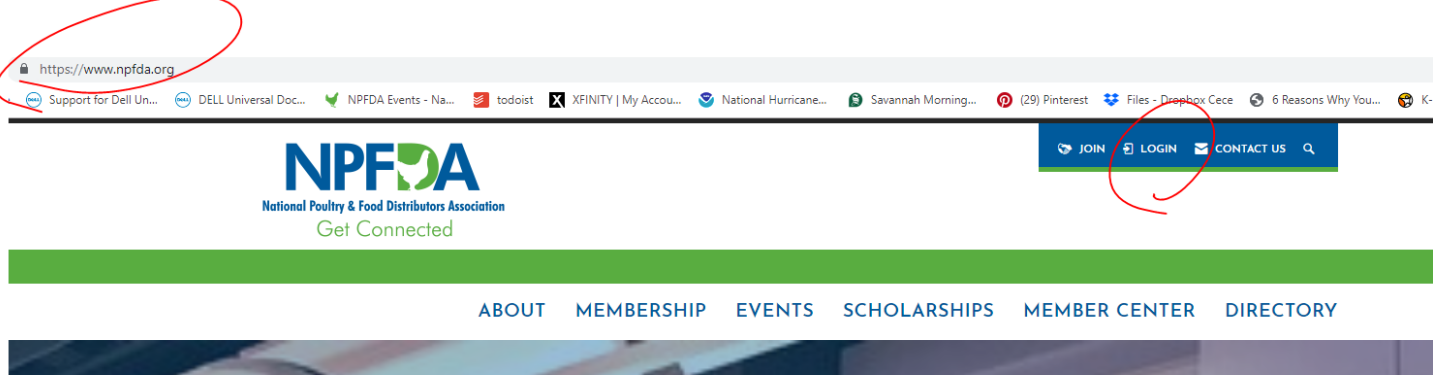 https://www.npfda.org
Support for Dell Un... DELL Universal Doc... NPFDA Events - Na... todoist XFINITY | My Accou... National Hurricane... Savannah Morning... (29) Pinterest Files - Dropbox Cece 6 Reasons Why You... K-
JOIN LOGIN CONTACT US
NPFDA
National Poultry & Food Distributors Association
Get Connected
ABOUT MEMBERSHIP EVENTS SCHOLARSHIPS MEMBER CENTER DIRECTORY